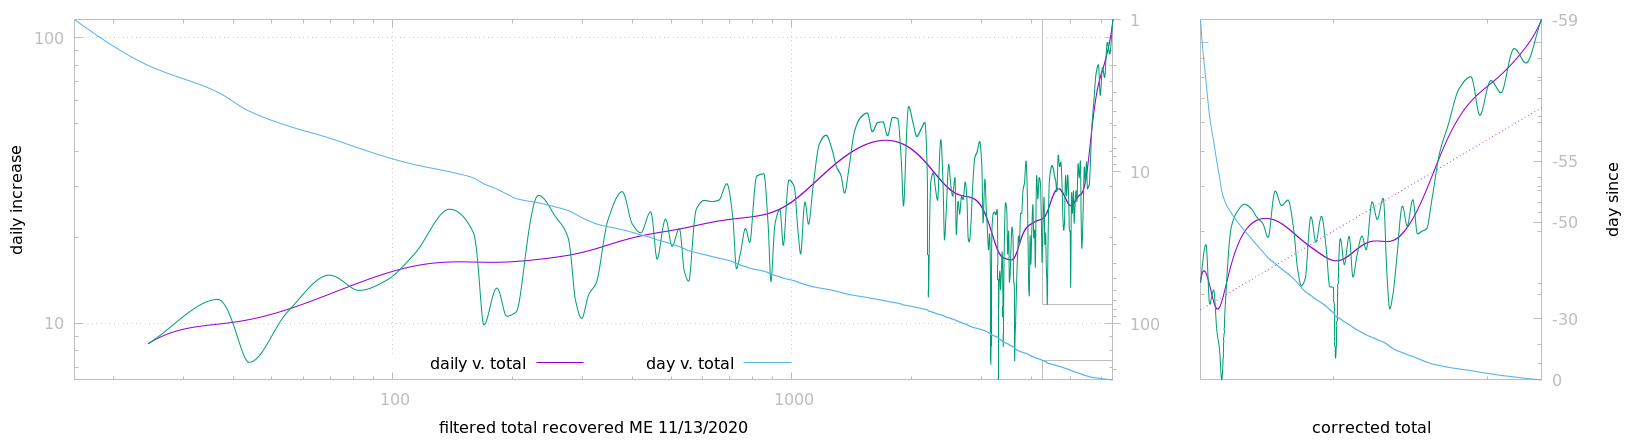 100
10
daily increase
daily v. total
day v. total
100
1000
filtered total recovered ME 11/13/2020
1
10
100
-59
-55
-50
-30
0
day since
corrected total